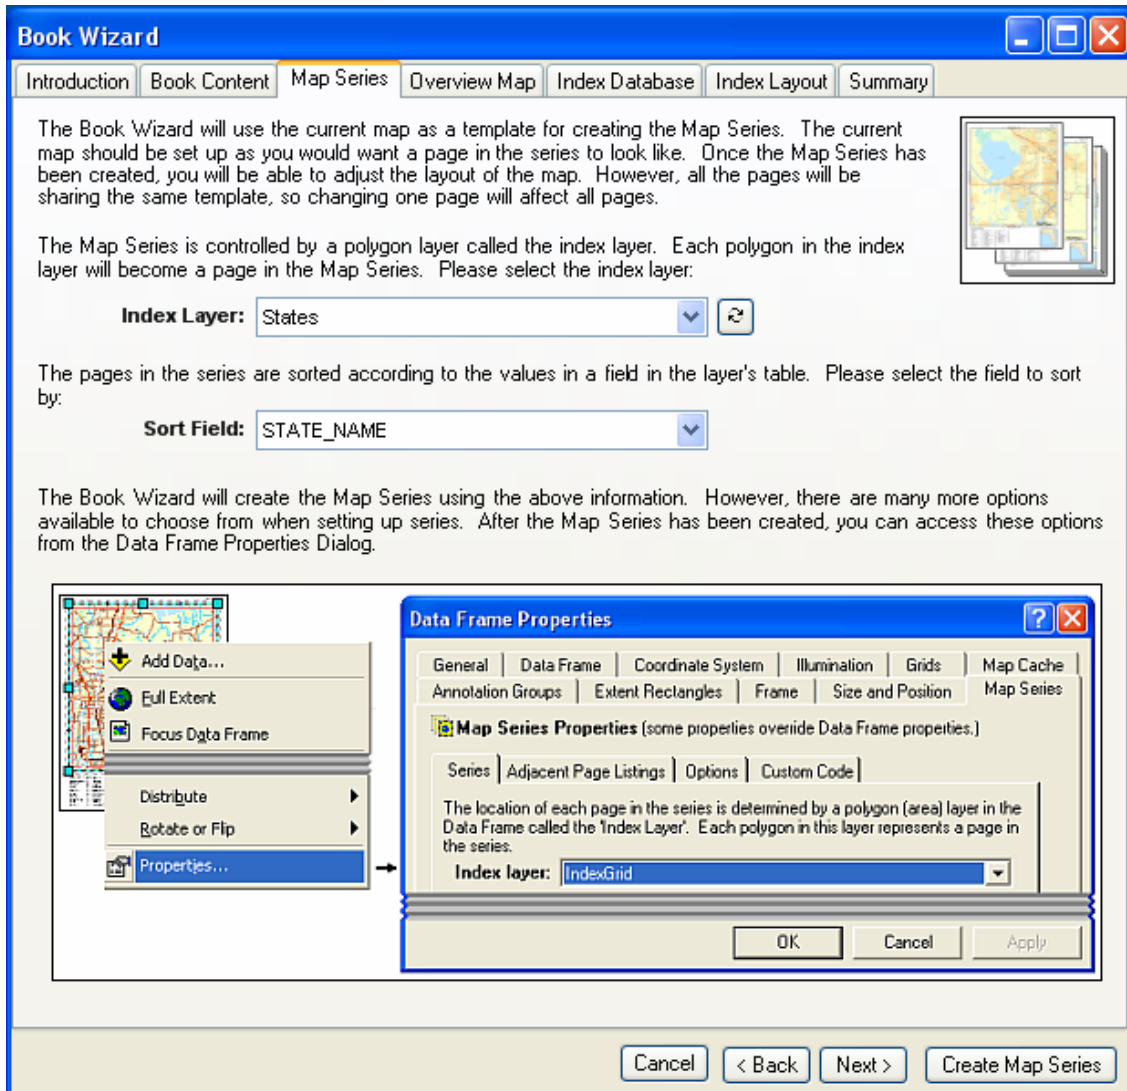 Book Wizard
Introduction Book Content Map Series Overview Map Index Database Index Layout Summary
The Book Wizard will use the current map as a template for creating the Map Series. The current
map should be set up as you would want a page in the series to look like. Once the Map Series has
been created, you will be able to adjust the layout of the map. However, all the pages will be
sharing the same template, so changing one page will affect all pages.
The Map Series is controlled by a polygon layer called the index layer. Each polygon in the index
layer will become a page in the Map Series. Please select the index layer:
Index Layer: States
The pages in the series are sorted according to the values in a field in the layer's table. Please select the field to sort
by:
Sort Field: STATE_NAME
The Book Wizard will create the Map Series using the above information. However, there are many more options
available to choose from when setting up series. After the Map Series has been created, you can access these options
from the Data Frame Properties Dialog.
Add Data...
Full Extent
Focus Data Frame
Distribute
Rotate or Flip
Properties...
Data Frame Properties
General Data Frame Coordinate System Illumination Grids Map Cache
Annotation Groups Extent Rectangles Frame Size and Position Map Series
Map Series Properties (some properties override Data Frame properties.)
Series Adjacent Page Listings Options Custom Code
The location of each page in the series is determined by a polygon (area) layer in the
Data Frame called the 'Index Layer'. Each polygon in this layer represents a page in
the series.
Index layer: IndexGrid
OK Cancel Apply
Cancel < Back Next > Create Map Series